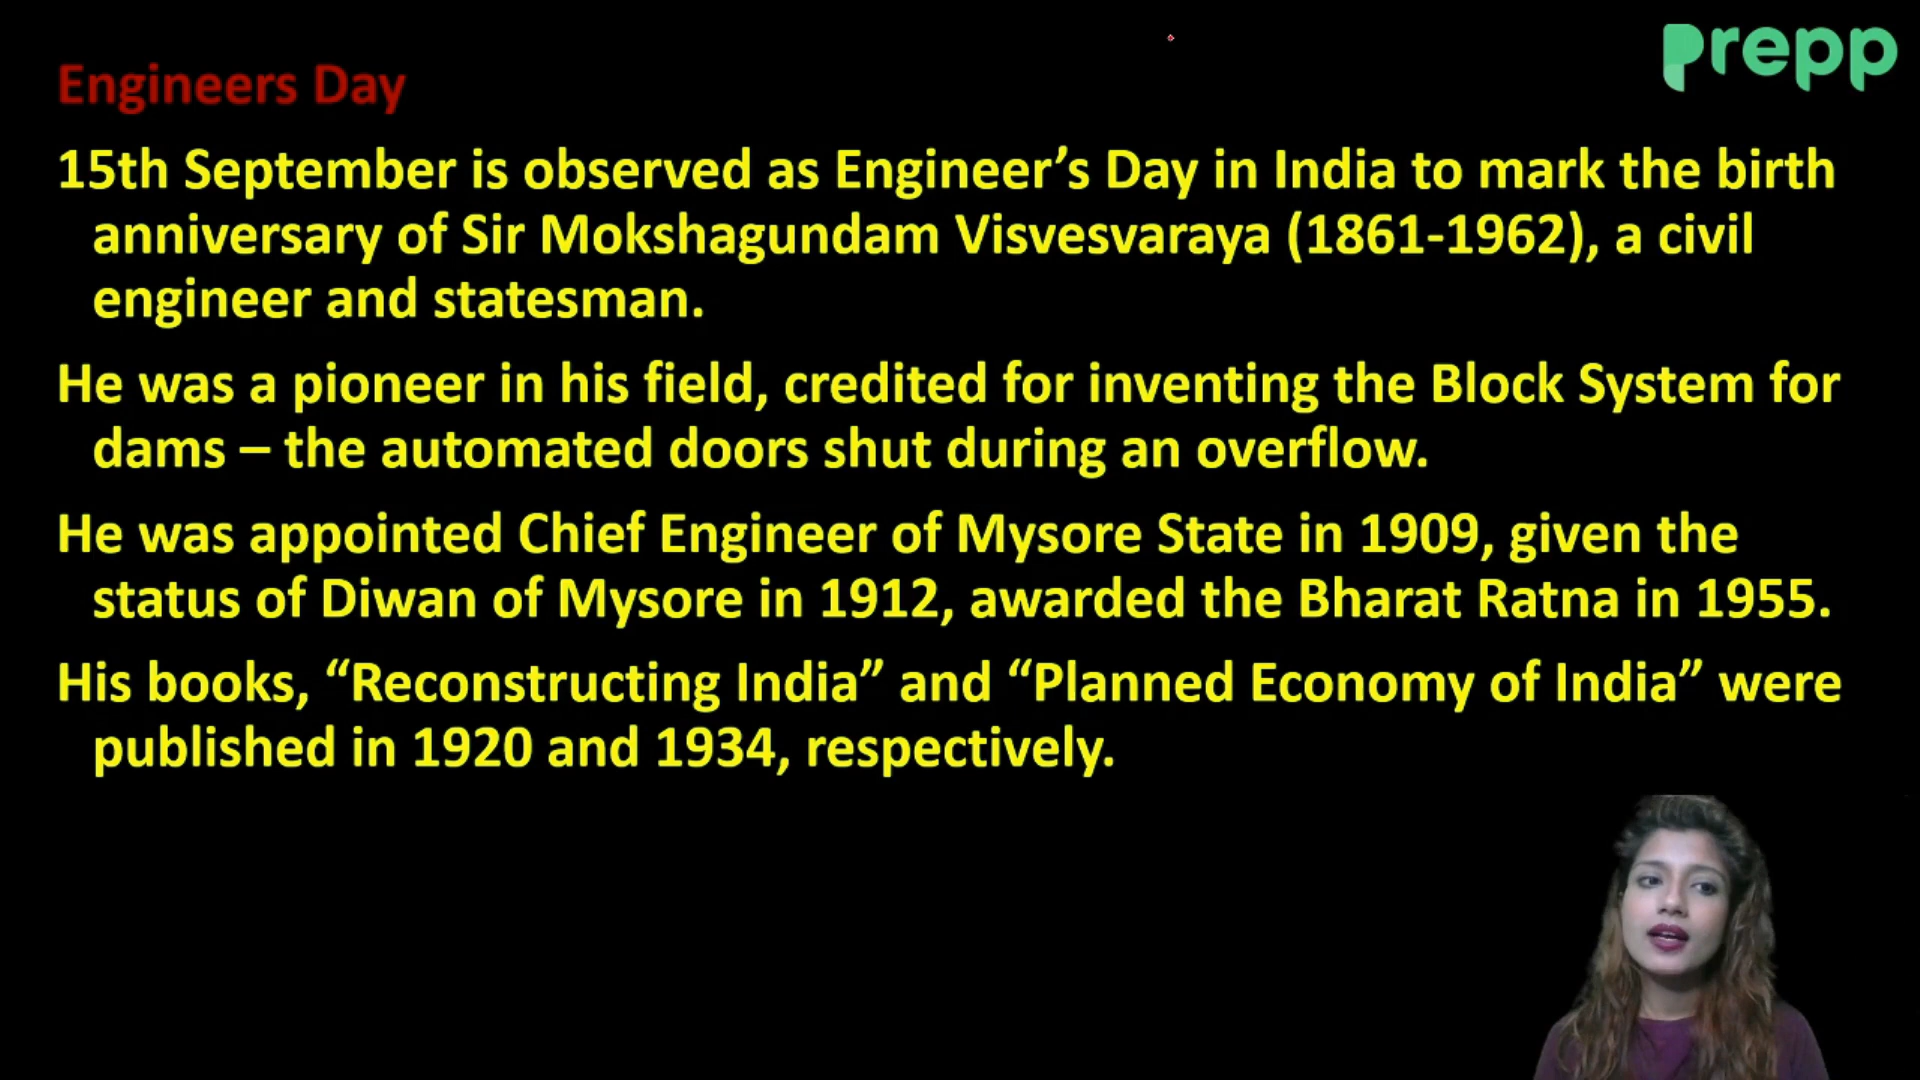 prepp
Engineers Day
15th September is observed as Engineer’s Day in India to mark the birth
anniversary of Sir Mokshagundam Visvesvaraya (1861-1962), a civil
engineer and statesman.
He was a pioneer in his field, credited for inventing the Block System for
dams – the automated doors shut during an overflow.
He was appointed Chief Engineer of Mysore State in 1909, given the
status of Diwan of Mysore in 1912, awarded the Bharat Ratna in 1955.
His books, “Reconstructing India” and “Planned Economy of India” were
published in 1920 and 1934, respectively.